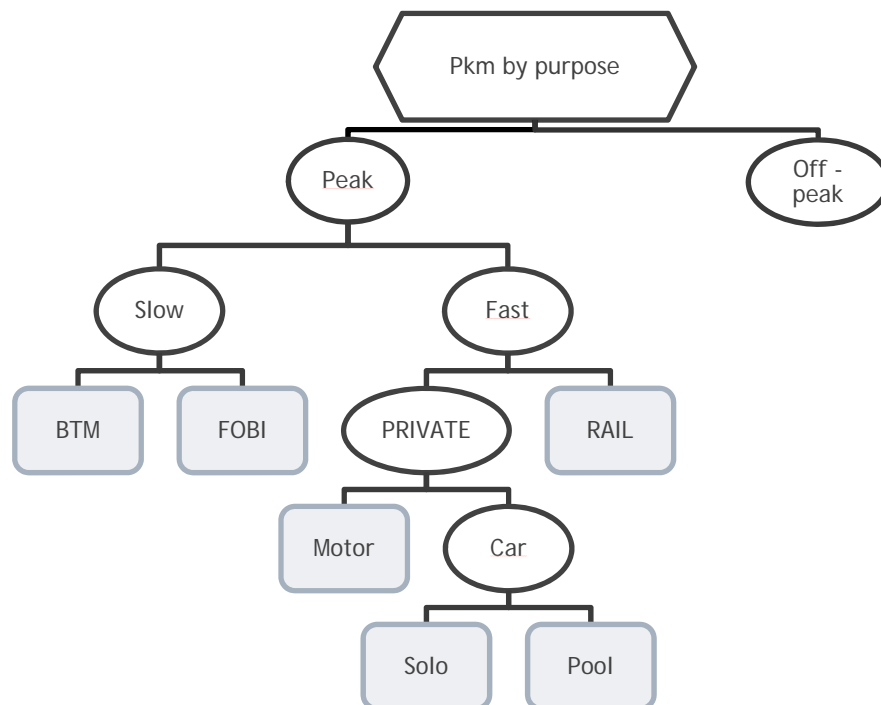 Pkm by purpose
Peak
Off -
peak
Slow
Fast
BTM
FOBI
PRIVATE
RAIL
Motor
Car
Solo
Pool